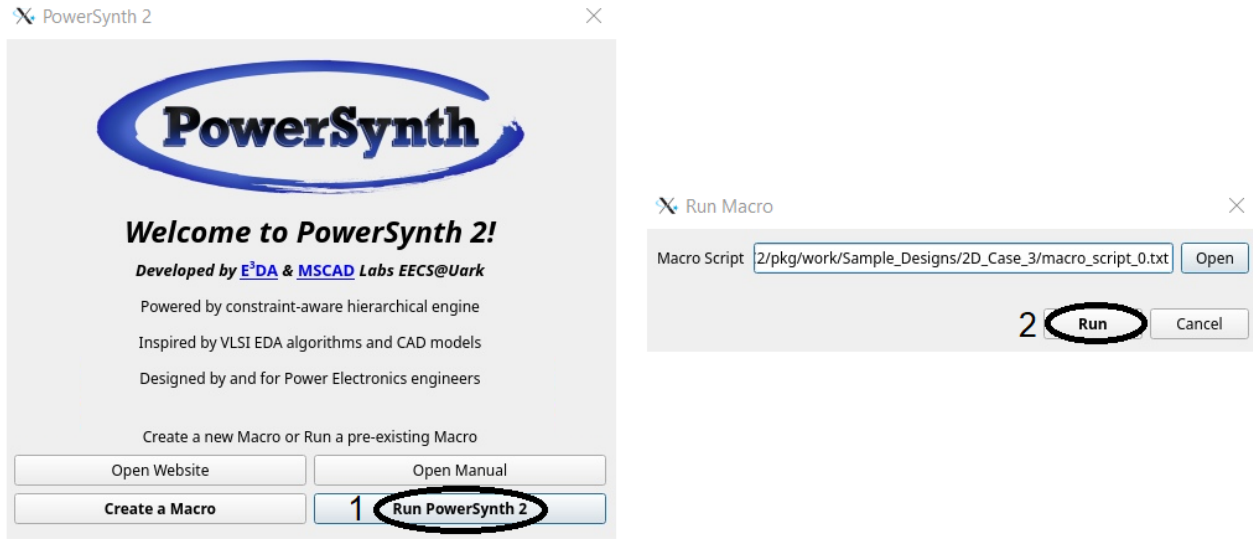 PowerSynth 2
PowerSynth
Welcome to PowerSynth 2!
Developed by E³DA & MSCAD Labs EECS@Uark
Powered by constraint-aware hierarchical engine
Inspired by VLSI EDA algorithms and CAD models
Designed by and for Power Electronics engineers
Create a new Macro or Run a pre-existing Macro
Open Website
Open Manual
Create a Macro
1 Run PowerSynth 2
Run Macro
Macro Script 2/pkg/work/Sample_Designs/2D_Case_3/macro_script_0.txt Open
2 Run Cancel